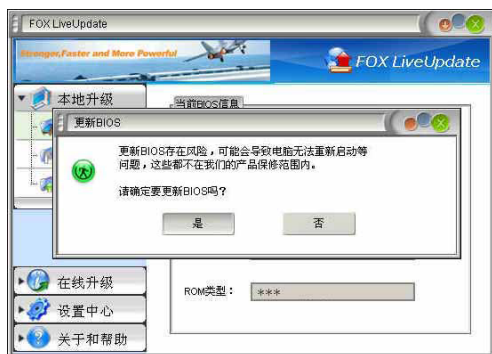 FOX LiveUpdate
Stronger,Faster and More Powerful
FOX LiveUpdate
本地升级
当前BIOS信息
更新BIOS
更新BIOS存在风险，可能会导致电脑无法重新启动等
问题，这些都不在我们的产品保修范围内。
请确定要更新BIOS吗？
是
否
在线升级
ROM类型：
***
设置中心
关于和帮助